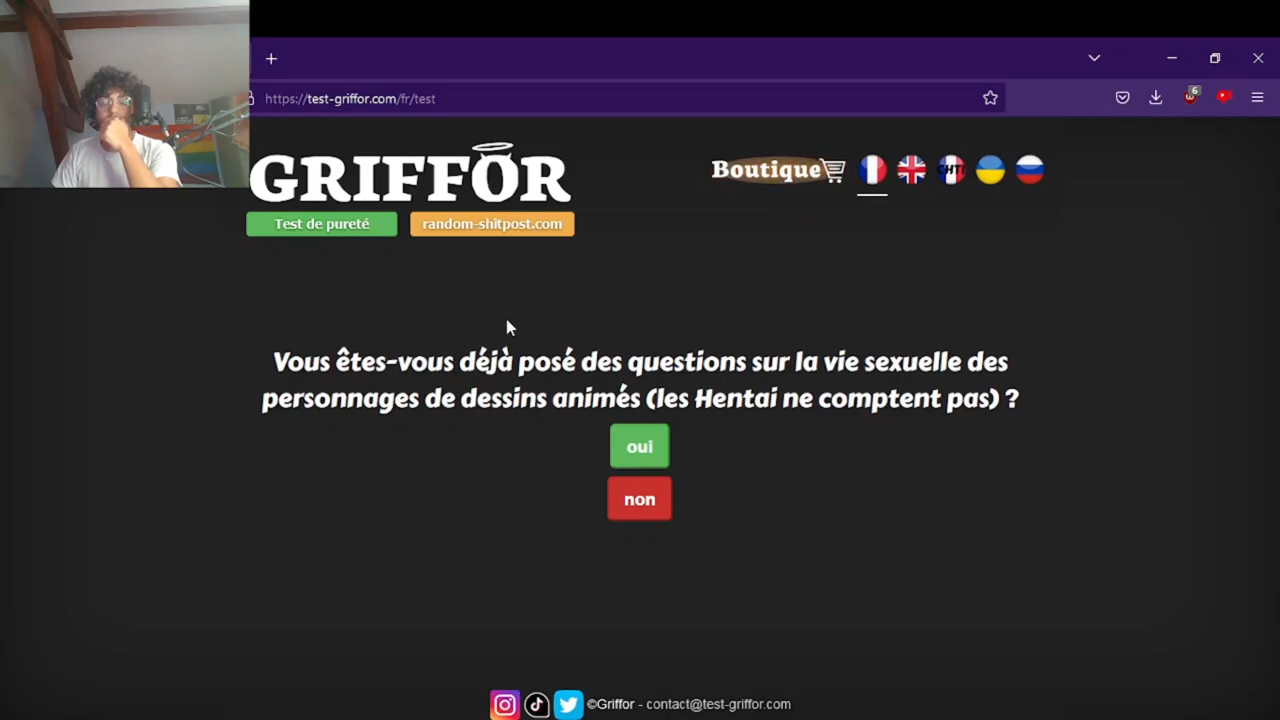 https://test-griffor.com/fr/test
6
GRIFFOR
Boutique
CHTI
Test de pureté
random-shitpost.com
Vous êtes-vous déjà posé des questions sur la vie sexuelle des
personnages de dessins animés (les Hentai ne comptent pas) ?
oui
non
©Griffor - contact@test-griffor.com